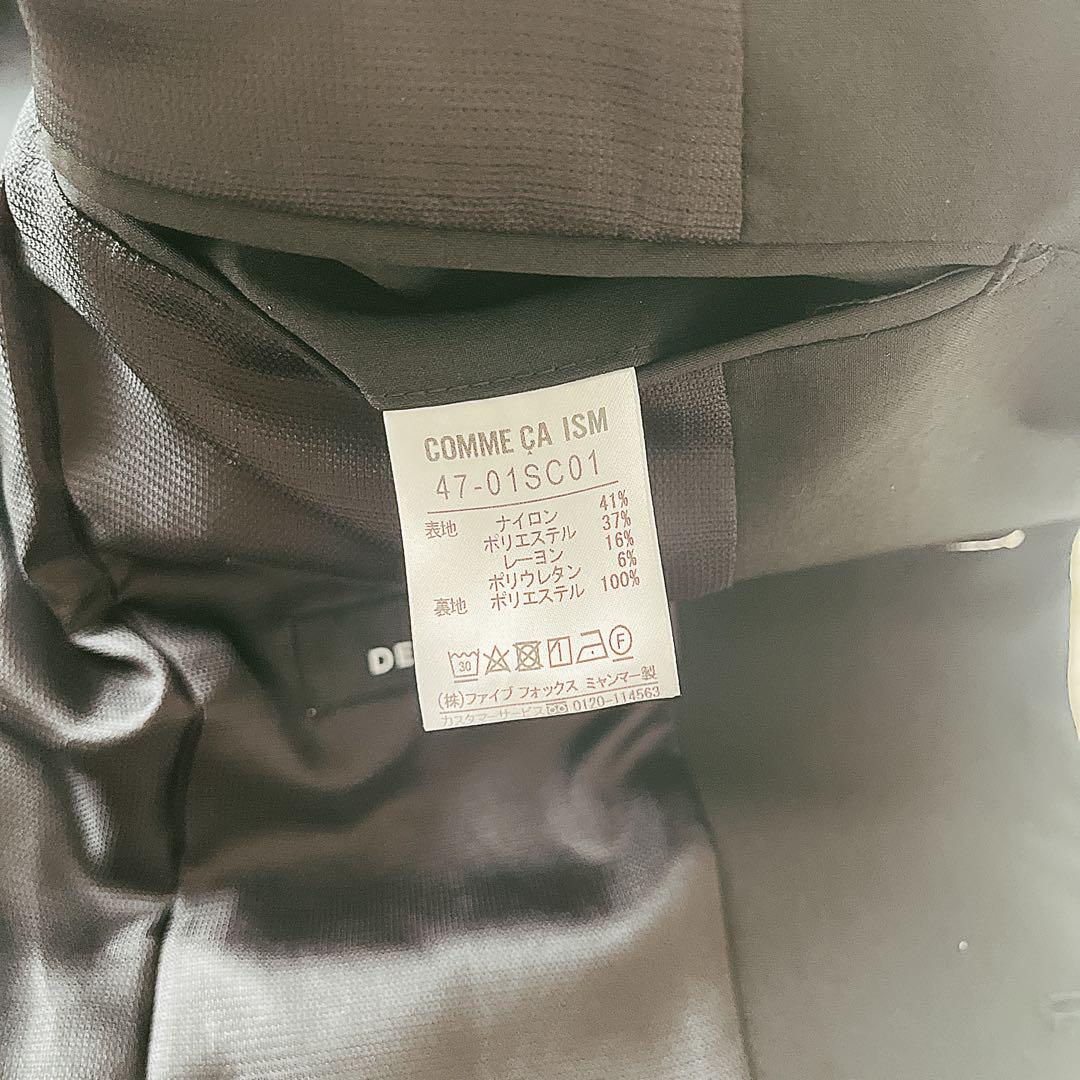 COMME ÇA ISM
47-01SC01
表地 ナイロン 41%
ポリエステル 37%
レーヨン 16%
ポリウレタン 6%
裏地 ポリエステル 100%
30
F
(株)ファイブ フォックス ミャンマー製
カスタマーサービス 0120-114563
DE